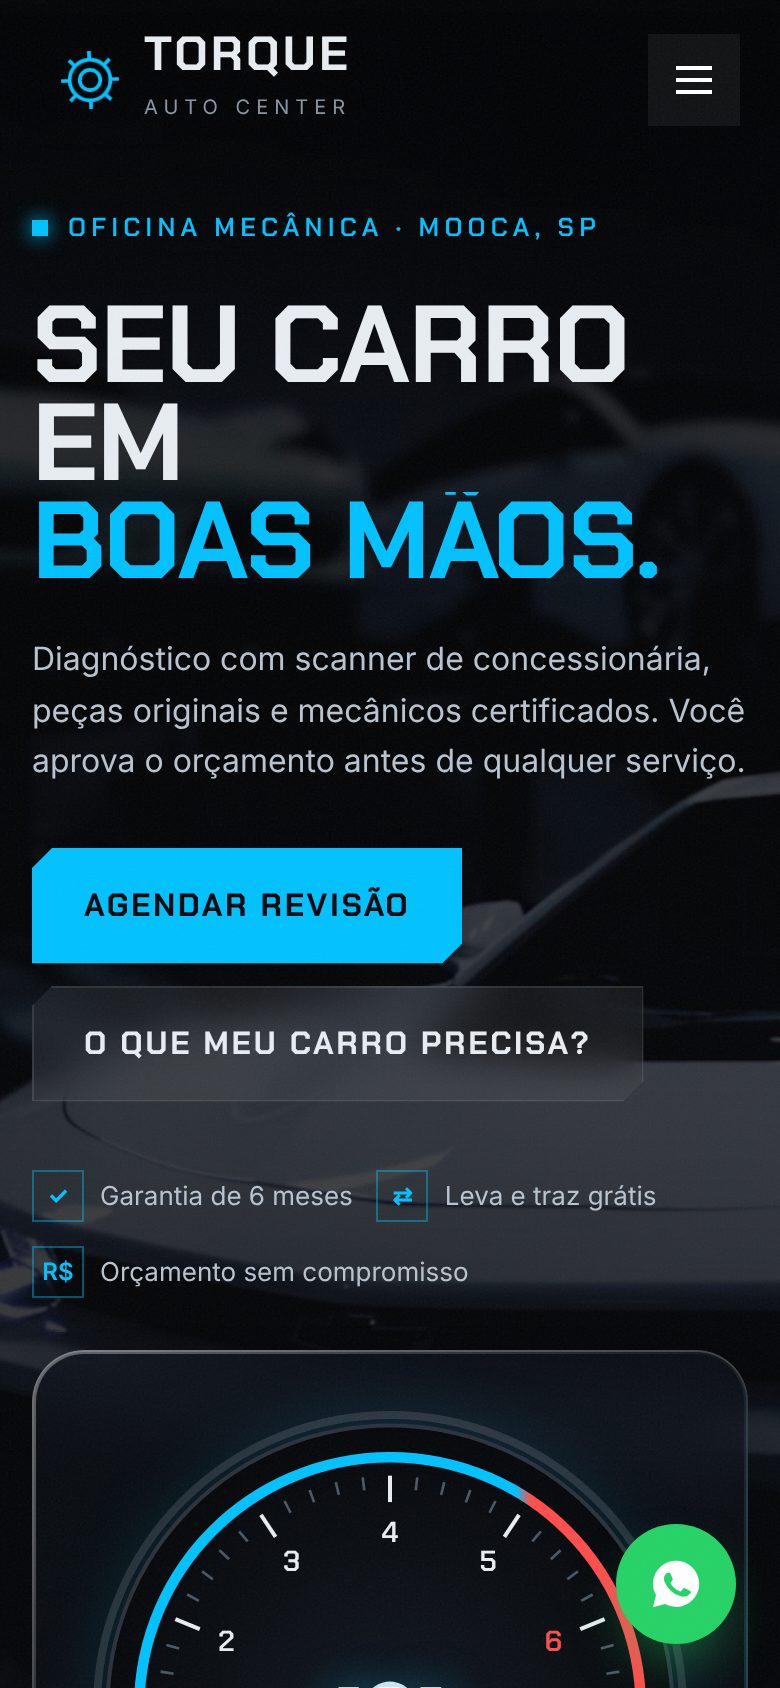 TORQUE
AUTO CENTER
OFICINA MECÂNICA · MOOCA, SP
SEU CARRO
EM
BOAS MÃOS.
Diagnóstico com scanner de concessionária,
peças originais e mecânicos certificados. Você
aprova o orçamento antes de qualquer serviço.
AGENDAR REVISÃO
O QUE MEU CARRO PRECISA?
✓ Garantia de 6 meses ⇄ Leva e traz grátis
R$ Orçamento sem compromisso
4
3 5
2 6